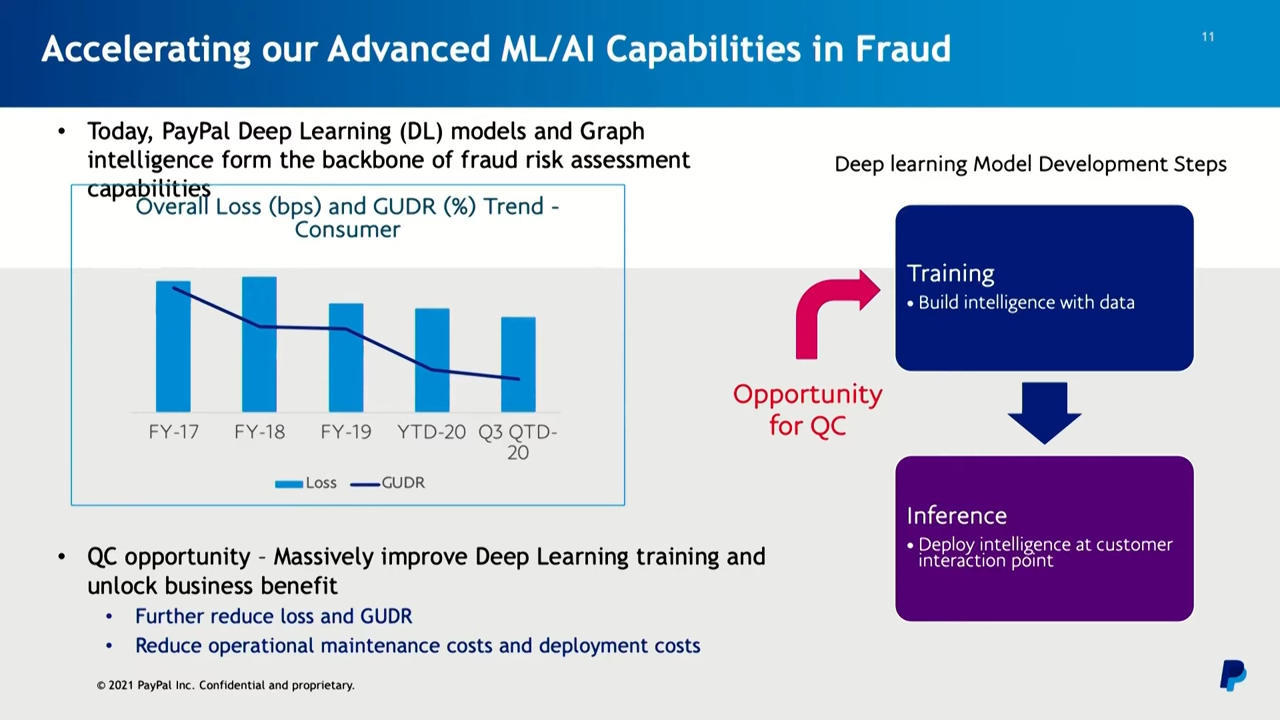 Accelerating our Advanced ML/AI Capabilities in Fraud
11
• Today, PayPal Deep Learning (DL) models and Graph
intelligence form the backbone of fraud risk assessment
capabilities
Overall Loss (bps) and GUDR (%) Trend -
Consumer
FY-17 FY-18 FY-19 YTD-20 Q3 QTD-
20
Loss GUDR
• QC opportunity – Massively improve Deep Learning training and
unlock business benefit
• Further reduce loss and GUDR
• Reduce operational maintenance costs and deployment costs
Deep learning Model Development Steps
Training
• Build intelligence with data
Opportunity
for QC
Inference
• Deploy intelligence at customer
interaction point
© 2021 PayPal Inc. Confidential and proprietary.